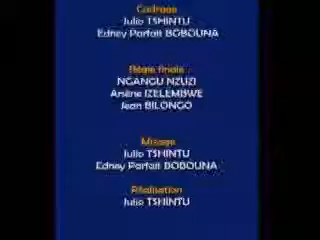 Cadrage
Julio TSHINTU
Edney Parfait BOBOUNA
Régie finale
NGANGU NZUZI
Arsène IZELEMBWE
Jean BILONGO
Mixage
Julio TSHINTU
Edney Parfait BOBOUNA
Réalisation
Julio TSHINTU